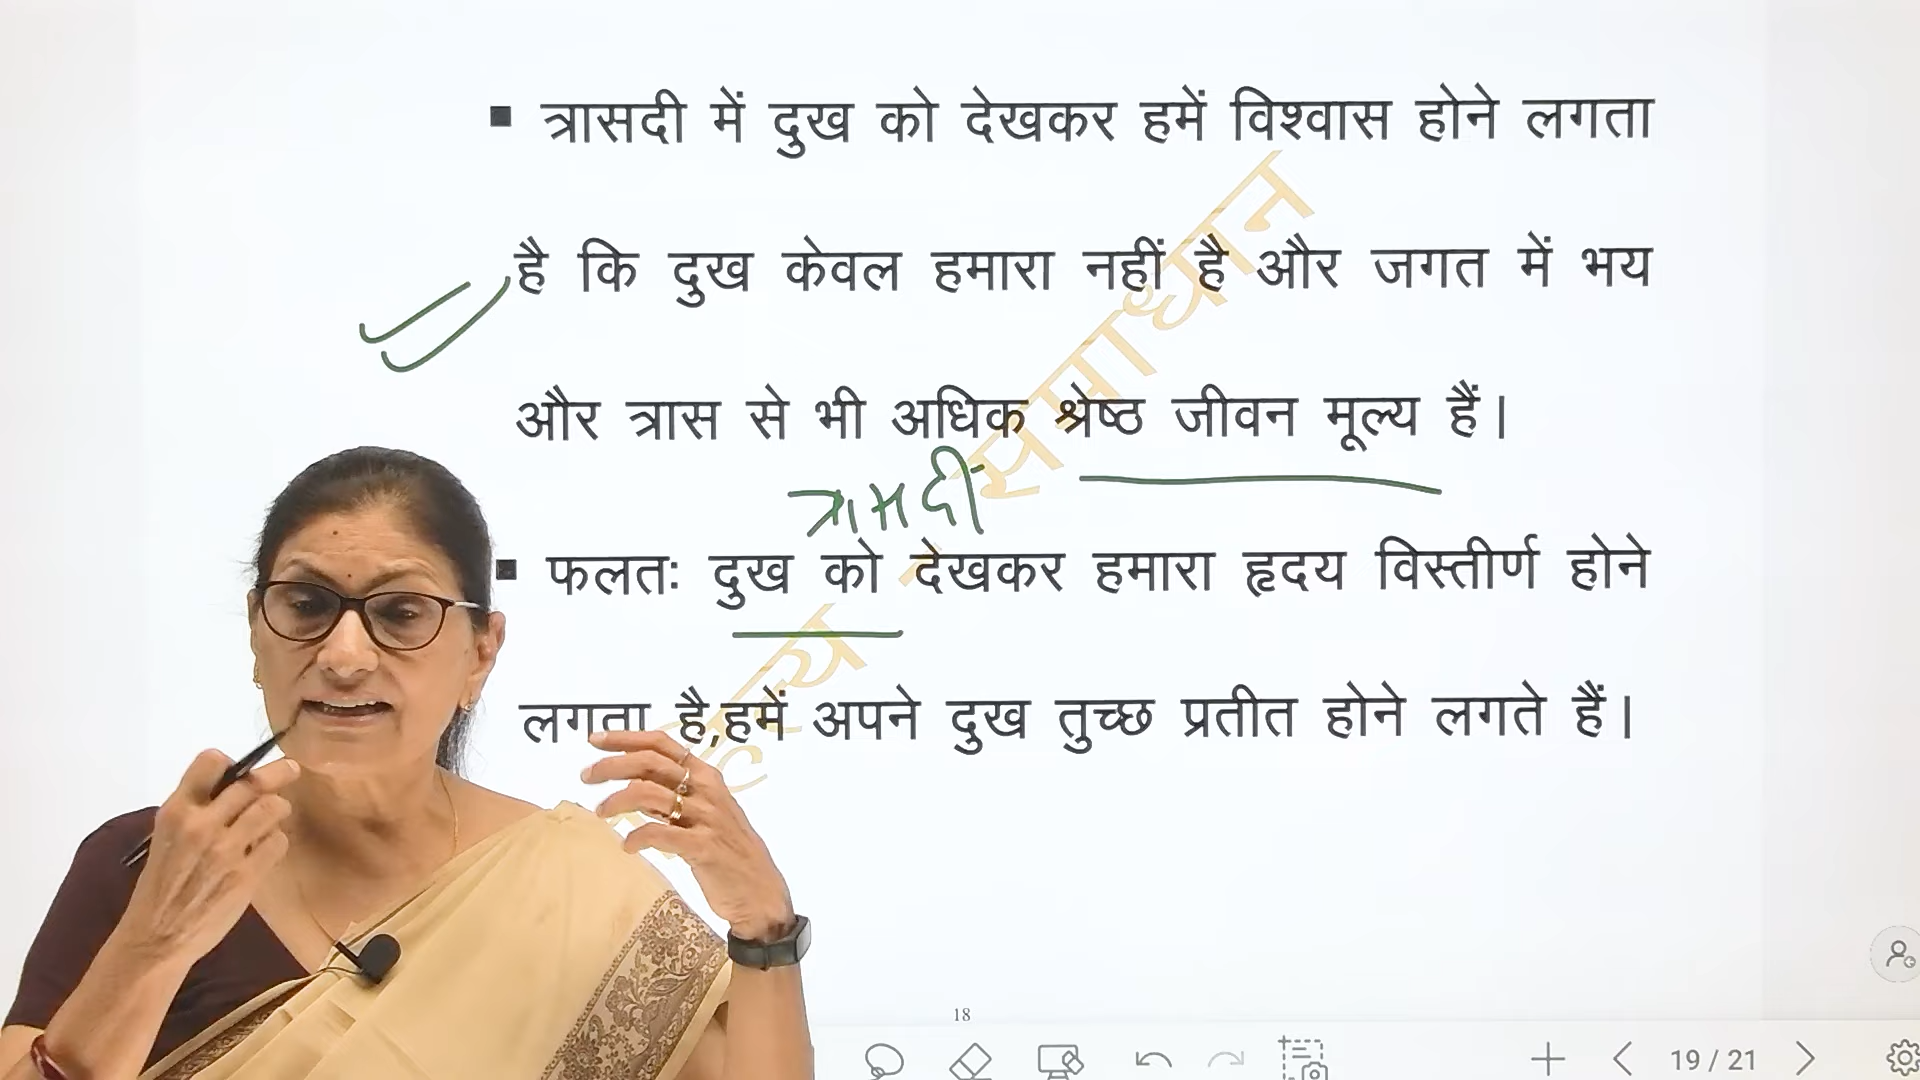 ▪ त्रासदी में दुख को देखकर हमें विश्वास होने लगता
है कि दुख केवल हमारा नहीं है और जगत में भय
और त्रास से भी अधिक श्रेष्ठ जीवन मूल्य हैं।
त्रासदी
▪ फलतः दुख को देखकर हमारा हृदय विस्तीर्ण होने
लगता है,हमें अपने दुख तुच्छ प्रतीत होने लगते हैं।
समाधान
18
19 / 21